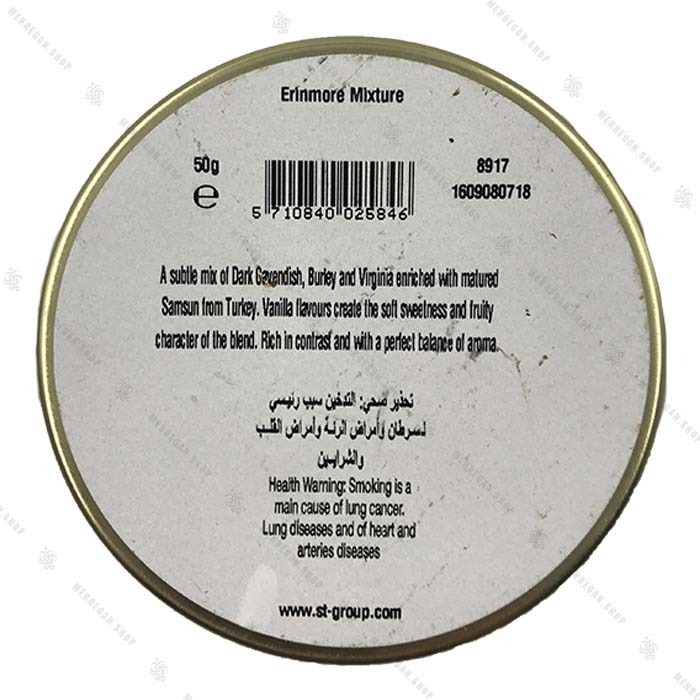 Erinmore Mixture
50g
8917
e
1609080718
5 710840 025846
A subtle mix of Dark Cavendish, Burley and Virginia enriched with matured
Samsun from Turkey. Vanilla flavours create the soft sweetness and fruity
character of the blend. Rich in contrast and with a perfect balance of aroma.
تحذير صحي: التدخين سبب رئيسي
لسرطان وأمراض الرئة وأمراض القلب
والشرايين
Health Warning: Smoking is a
main cause of lung cancer.
Lung diseases and of heart and
arteries diseases
www.st-group.com
MEHREGAN.SHOP